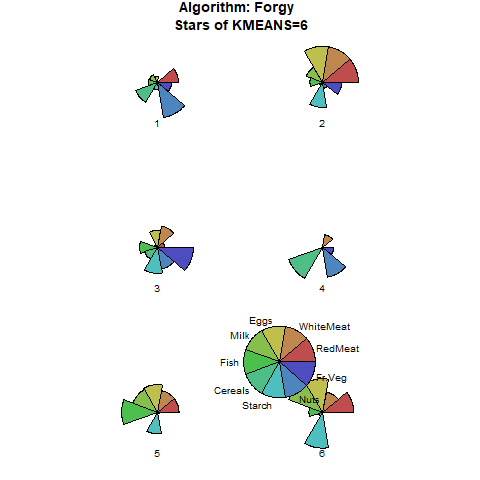 Algorithm: Forgy
Stars of KMEANS=6
1
2
3
4
Eggs
WhiteMeat
Milk
RedMeat
Fish
Fr.Veg
Cereals
Nuts
Starch
5
6